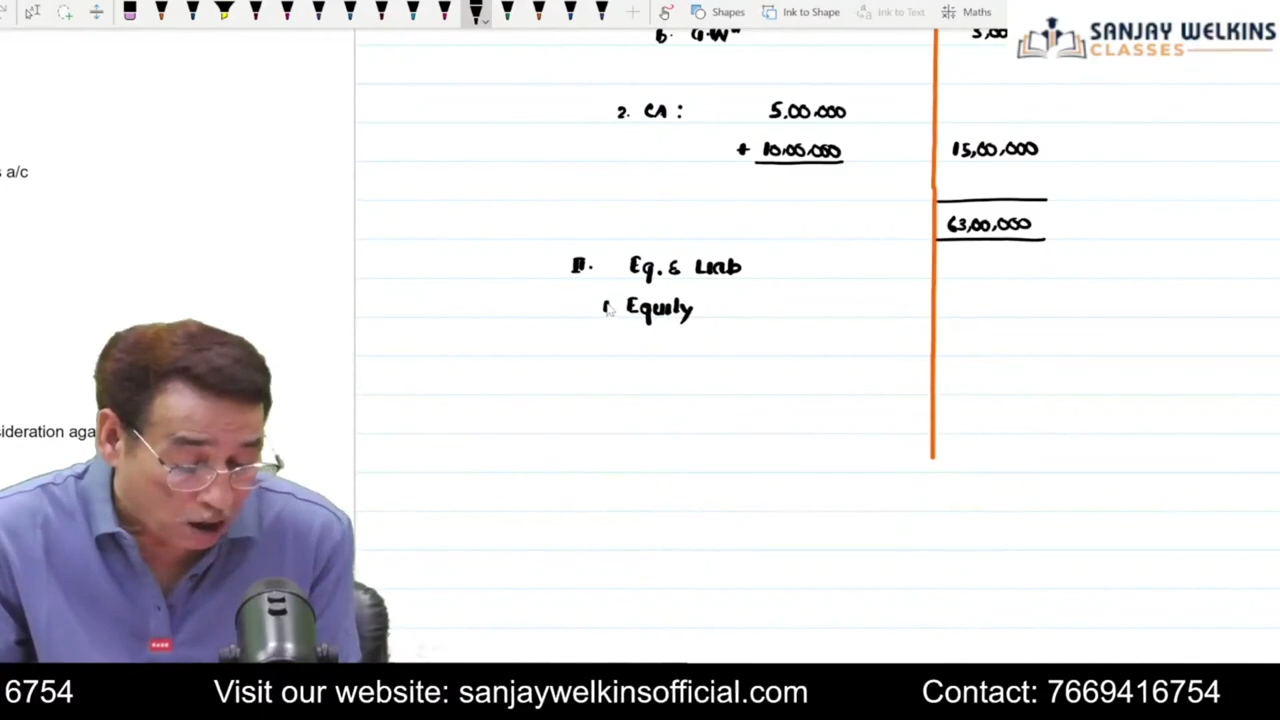 Shapes Ink to Shape Ink to Text Maths
SANJAY WELKINS
CLASSES
b. G.Wⁿ
2. CA : 5,00,000
+ 10,00,000 15,00,000
s a/c
63,00,000
II. Eq. & Liab
1. Equity
sideration aga
6754 Visit our website: sanjaywelkinsofficial.com Contact: 7669416754